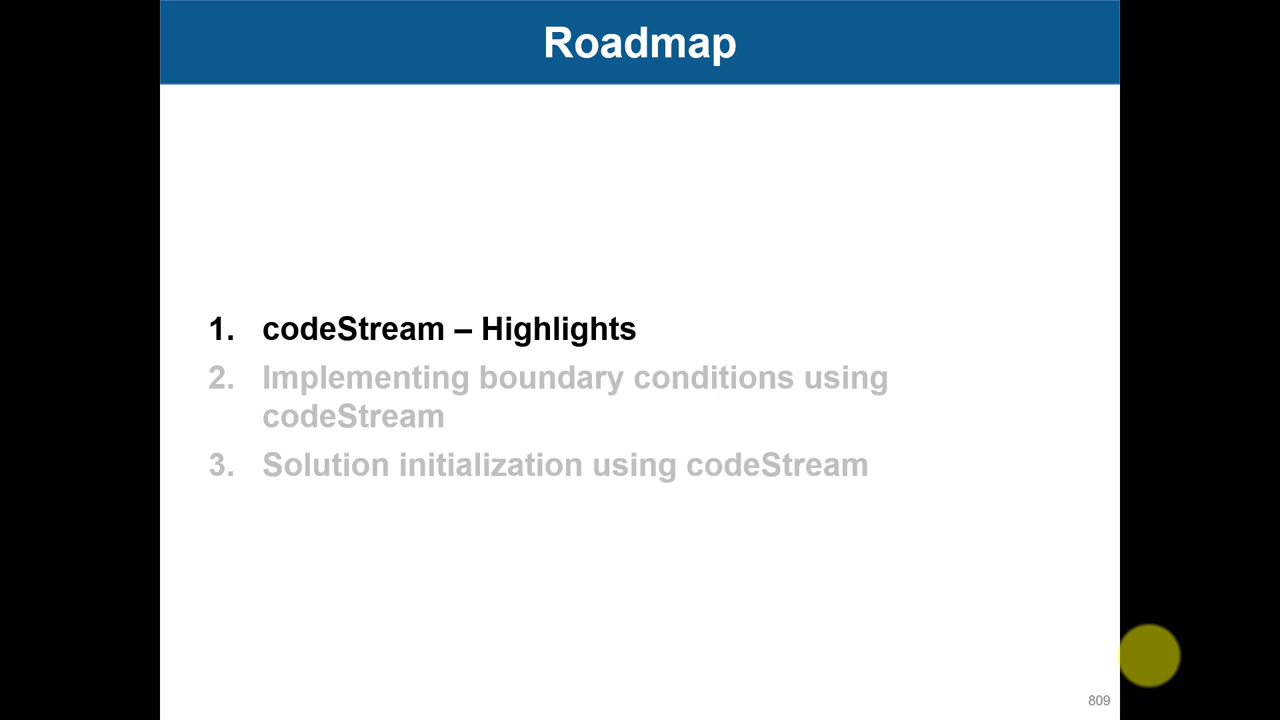 Roadmap
1. codeStream – Highlights
2. Implementing boundary conditions using
codeStream
3. Solution initialization using codeStream
809